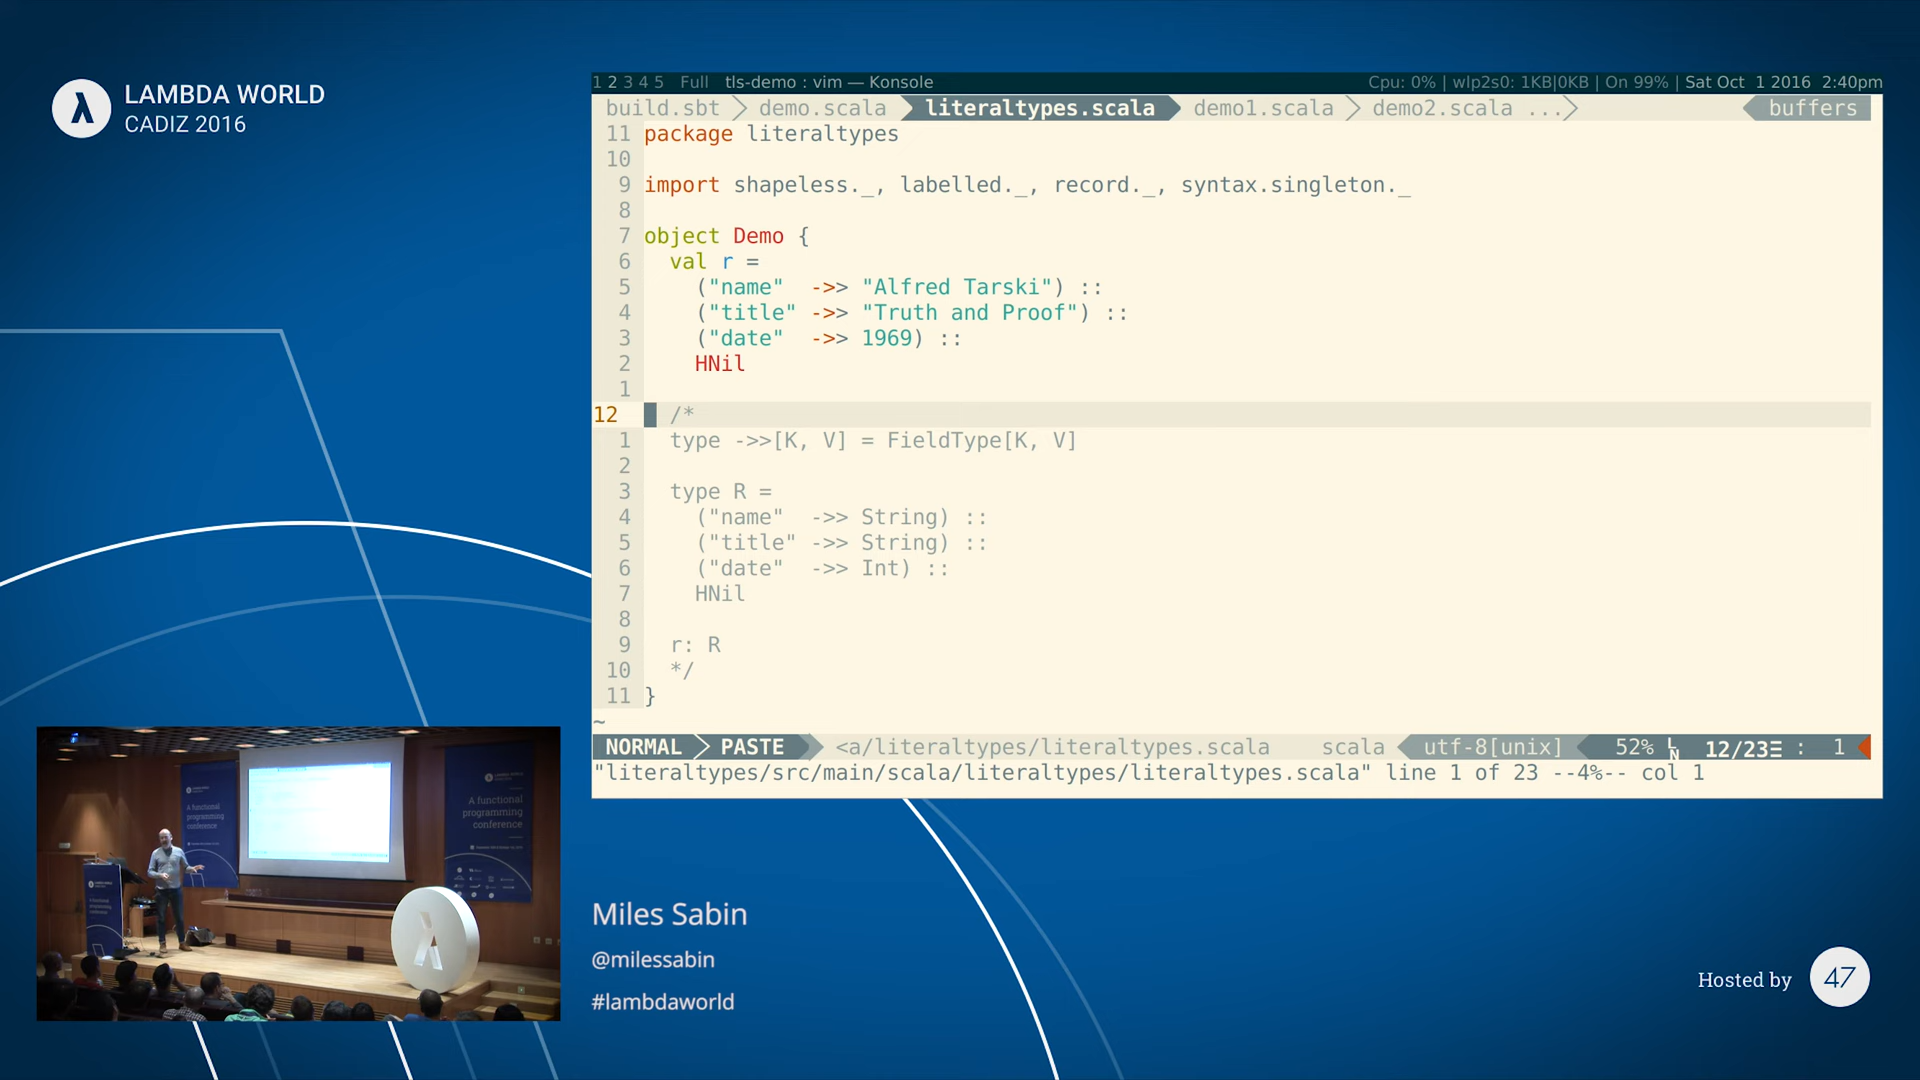 LAMBDA WORLD
CADIZ 2016
1 2 3 4 5 Full tls-demo : vim — Konsole Cpu: 0% | wlp2s0: 1KB|0KB | On 99% | Sat Oct 1 2016 2:40pm
build.sbt demo.scala literaltypes.scala demo1.scala demo2.scala ... buffers
11 package literaltypes
10
9 import shapeless._, labelled._, record._, syntax.singleton._
8
7 object Demo {
6 val r =
5 ("name" ->> "Alfred Tarski") ::
4 ("title" ->> "Truth and Proof") ::
3 ("date" ->> 1969) ::
2 HNil
1
12 /*
1 type ->>[K, V] = FieldType[K, V]
2
3 type R =
4 ("name" ->> String) ::
5 ("title" ->> String) ::
6 ("date" ->> Int) ::
7 HNil
8
9 r: R
10 */
11 }
~
NORMAL PASTE <a/literaltypes/literaltypes.scala scala utf-8[unix] 52% 12/23 : 1
"literaltypes/src/main/scala/literaltypes/literaltypes.scala" line 1 of 23 --4%-- col 1
A functional
programming
conference
Miles Sabin
@milessabin
#lambdaworld
Hosted by 47